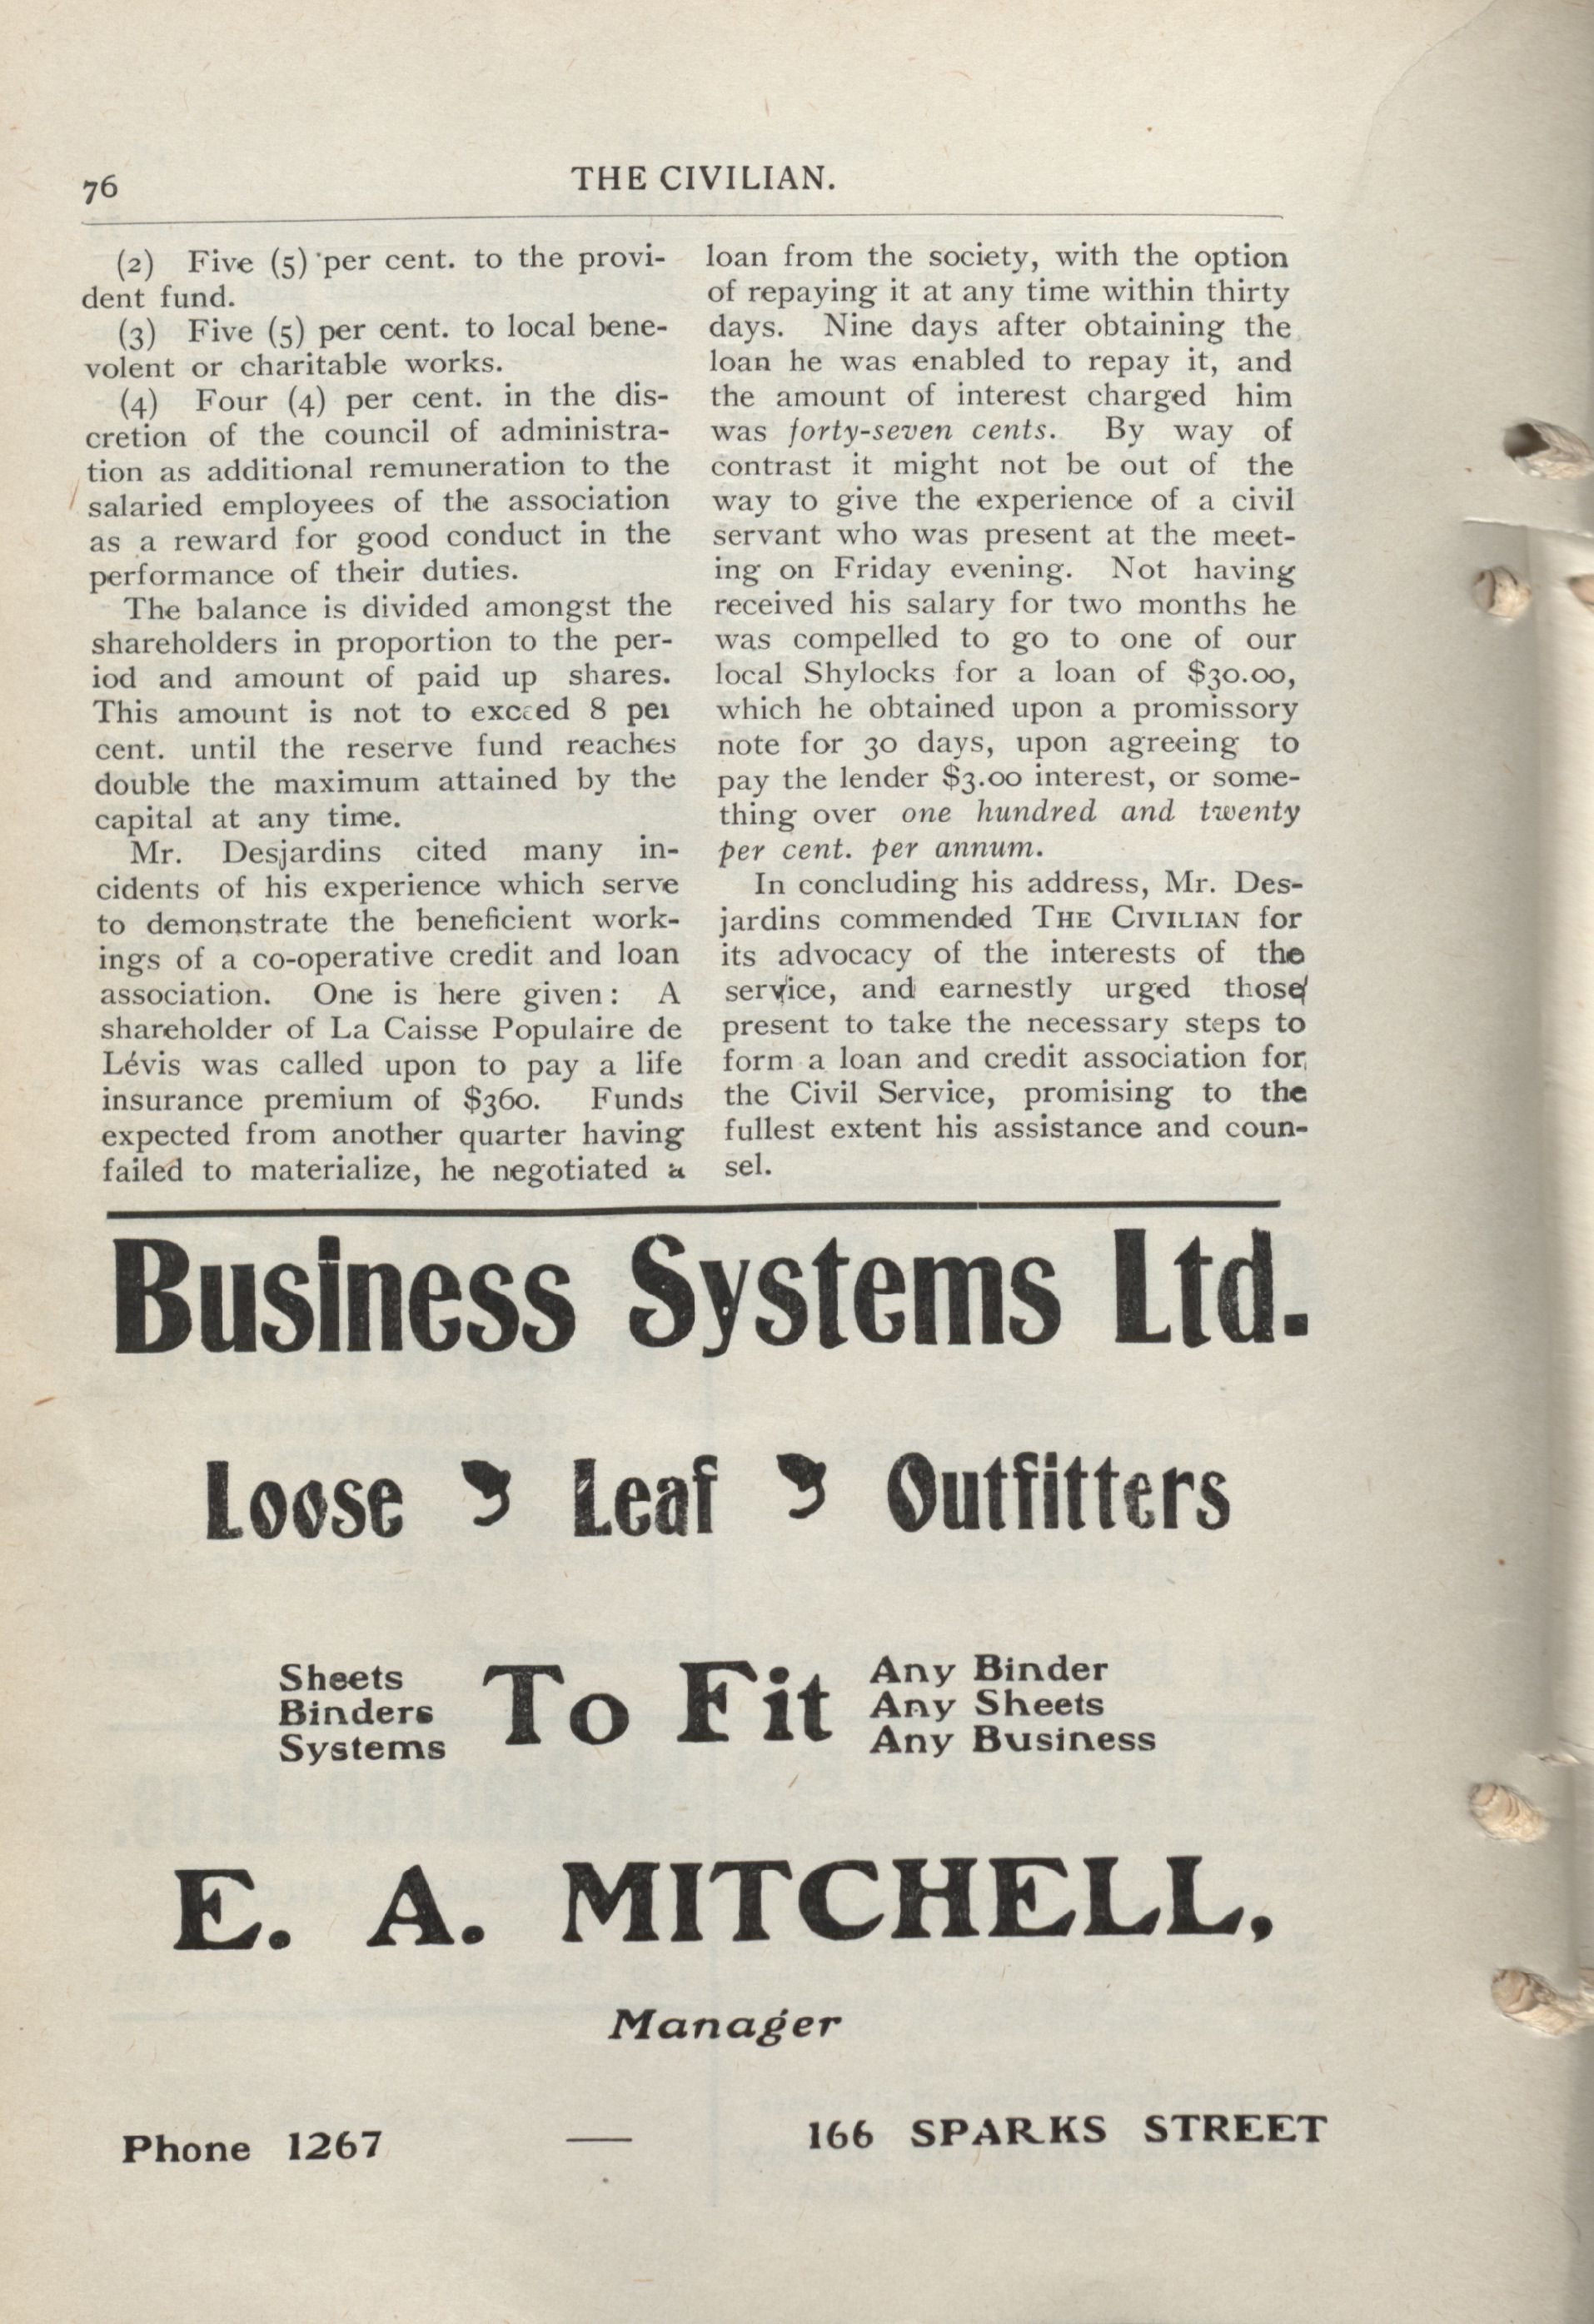 76
THE CIVILIAN.
(2) Five (5) per cent. to the provi-
dent fund.
(3) Five (5) per cent. to local bene-
volent or charitable works.
(4) Four (4) per cent. in the dis-
cretion of the council of administra-
tion as additional remuneration to the
salaried employees of the association
as a reward for good conduct in the
performance of their duties.
The balance is divided amongst the
shareholders in proportion to the per-
iod and amount of paid up shares.
This amount is not to exceed 8 per
cent. until the reserve fund reaches
double the maximum attained by the
capital at any time.
Mr. Desjardins cited many in-
cidents of his experience which serve
to demonstrate the beneficient work-
ings of a co-operative credit and loan
association. One is here given: A
shareholder of La Caisse Populaire de
Lévis was called upon to pay a life
insurance premium of $360. Funds
expected from another quarter having
failed to materialize, he negotiated a
loan from the society, with the option
of repaying it at any time within thirty
days. Nine days after obtaining the
loan he was enabled to repay it, and
the amount of interest charged him
was forty-seven cents. By way of
contrast it might not be out of the
way to give the experience of a civil
servant who was present at the meet-
ing on Friday evening. Not having
received his salary for two months he
was compelled to go to one of our
local Shylocks for a loan of $30.00,
which he obtained upon a promissory
note for 30 days, upon agreeing to
pay the lender $3.00 interest, or some-
thing over one hundred and twenty
per cent. per annum.
In concluding his address, Mr. Des-
jardins commended THE CIVILIAN for
its advocacy of the interests of the
service, and earnestly urged those
present to take the necessary steps to
form a loan and credit association for
the Civil Service, promising to the
fullest extent his assistance and coun-
sel.
Business Systems Ltd.
Loose Leaf Outfitters
Sheets
Binders
Systems
To Fit
Any Binder
Any Sheets
Any Business
E. A. MITCHELL,
Manager
Phone 1267 — 166 SPARKS STREET